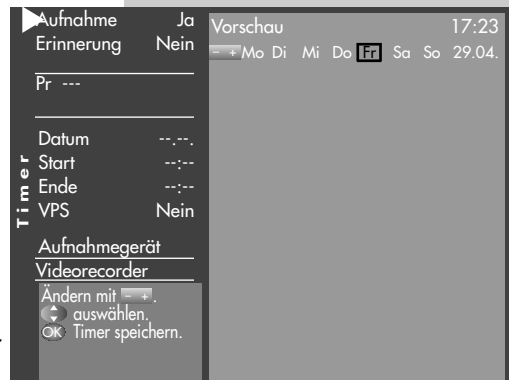 Aufnahme Ja
Erinnerung Nein
Pr ---
Datum --.--.
Start --:--
Ende --:--
VPS Nein
Aufnahmegerät
Videorecorder
Ändern mit - +.
auswählen.
OK Timer speichern.
Timer
Vorschau 17:23
- + Mo Di Mi Do Fr Sa So 29.04.